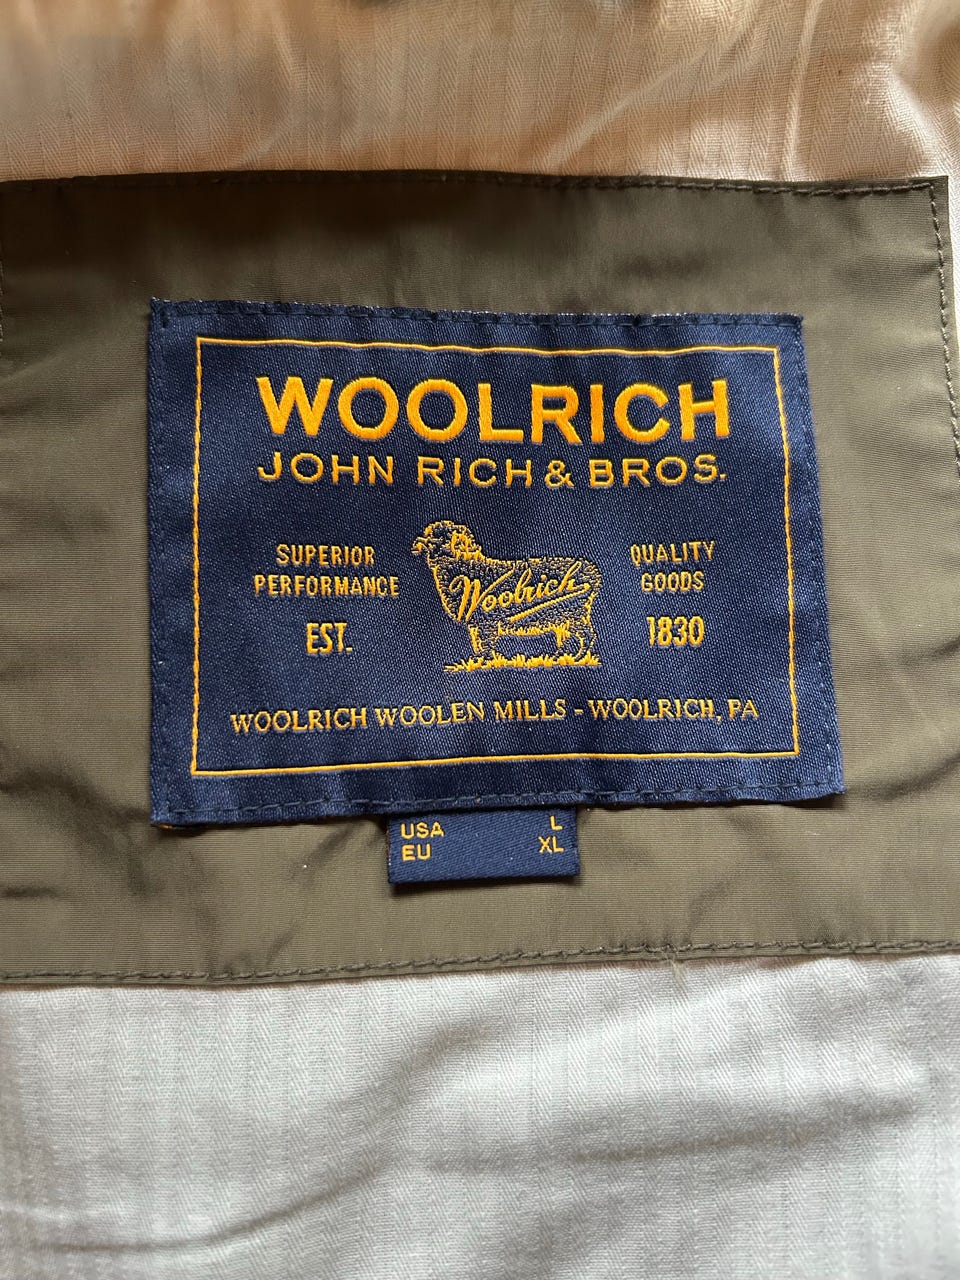 WOOLRICH
JOHN RICH & BROS.
SUPERIOR
PERFORMANCE
EST.
Woolrich
QUALITY
GOODS
1830
WOOLRICH WOOLEN MILLS - WOOLRICH, PA
USA L
EU XL